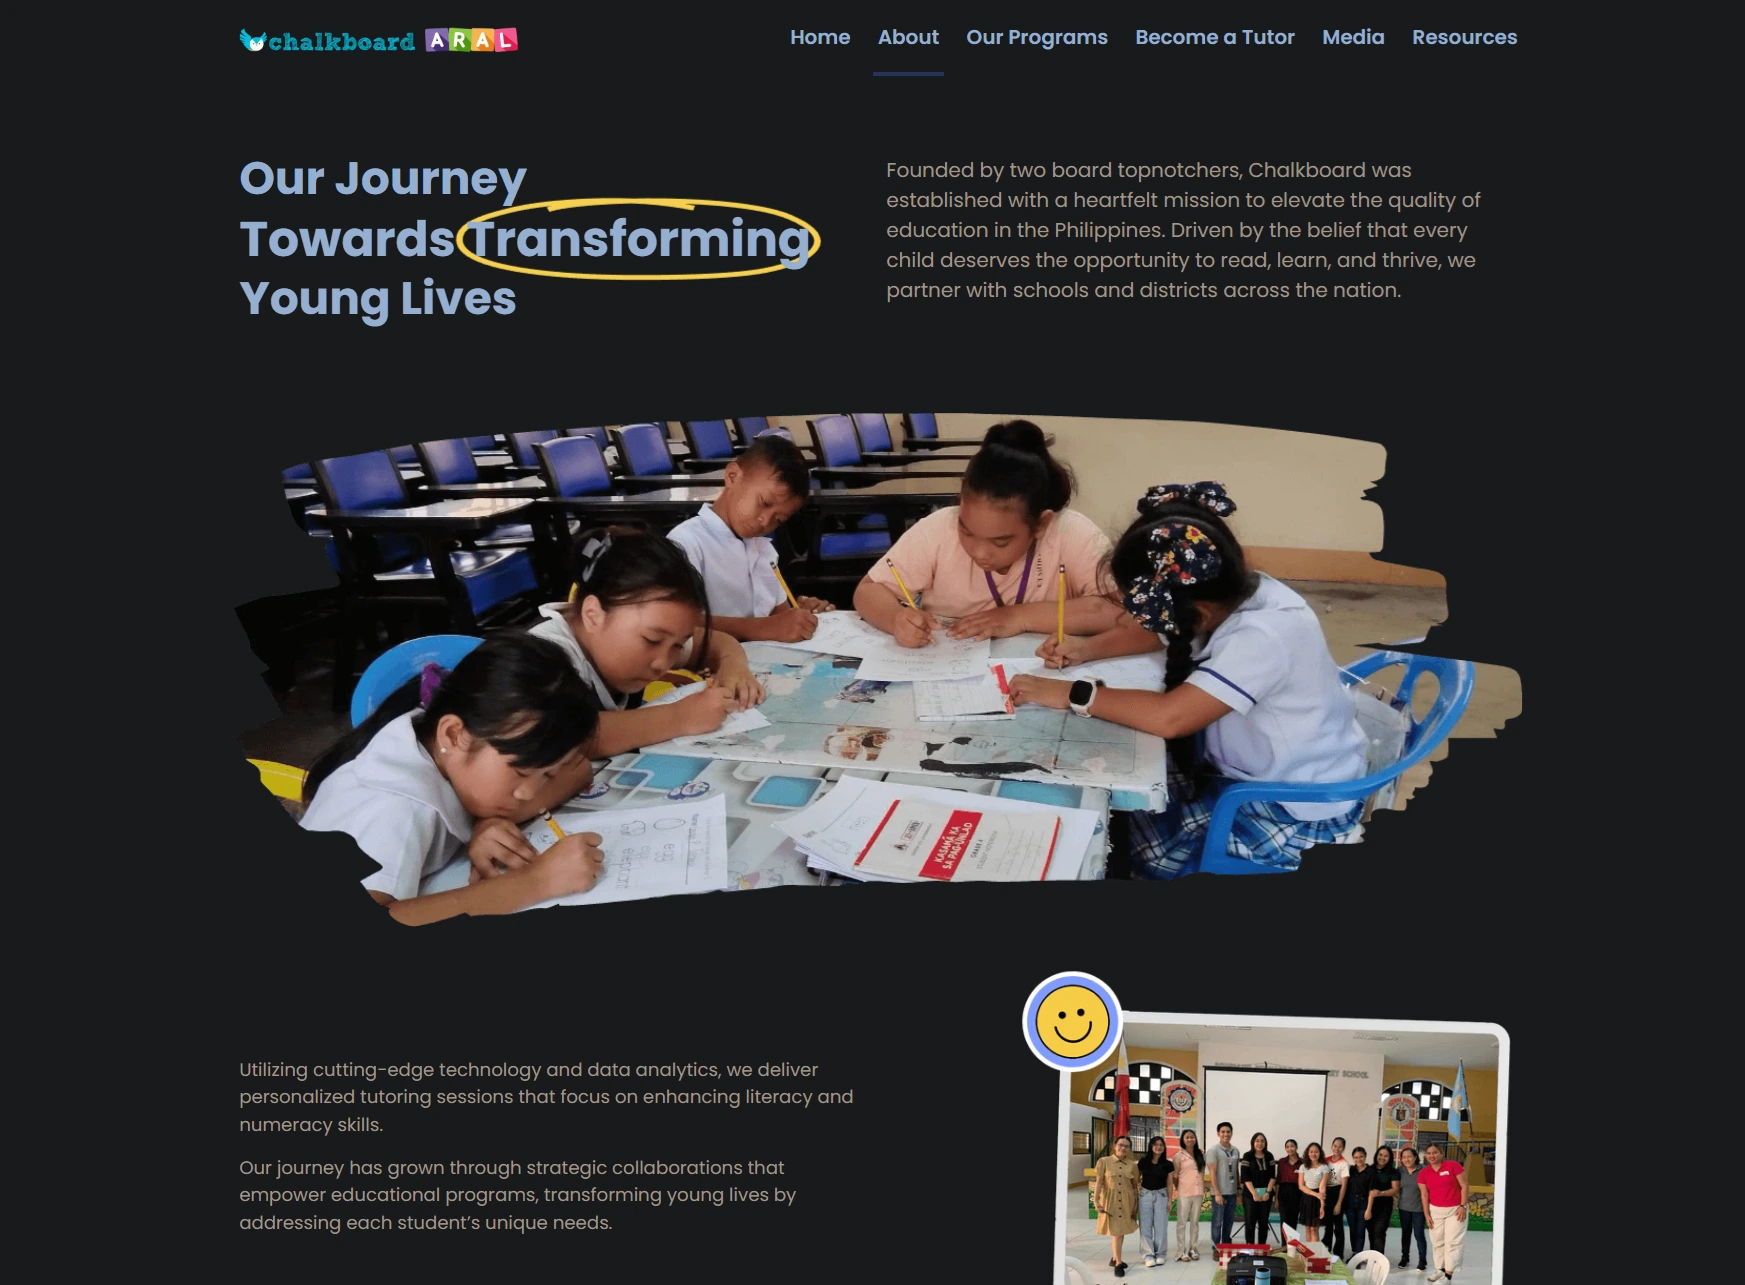 chalkboard ARAL
Home About Our Programs Become a Tutor Media Resources
Our Journey
Towards Transforming
Young Lives
Founded by two board topnotchers, Chalkboard was
established with a heartfelt mission to elevate the quality of
education in the Philippines. Driven by the belief that every
child deserves the opportunity to read, learn, and thrive, we
partner with schools and districts across the nation.
KASAMA KA
SA PAG-UNLAD
egg
elephant
Utilizing cutting-edge technology and data analytics, we deliver
personalized tutoring sessions that focus on enhancing literacy and
numeracy skills.
Our journey has grown through strategic collaborations that
empower educational programs, transforming young lives by
addressing each student’s unique needs.
SCHOOL